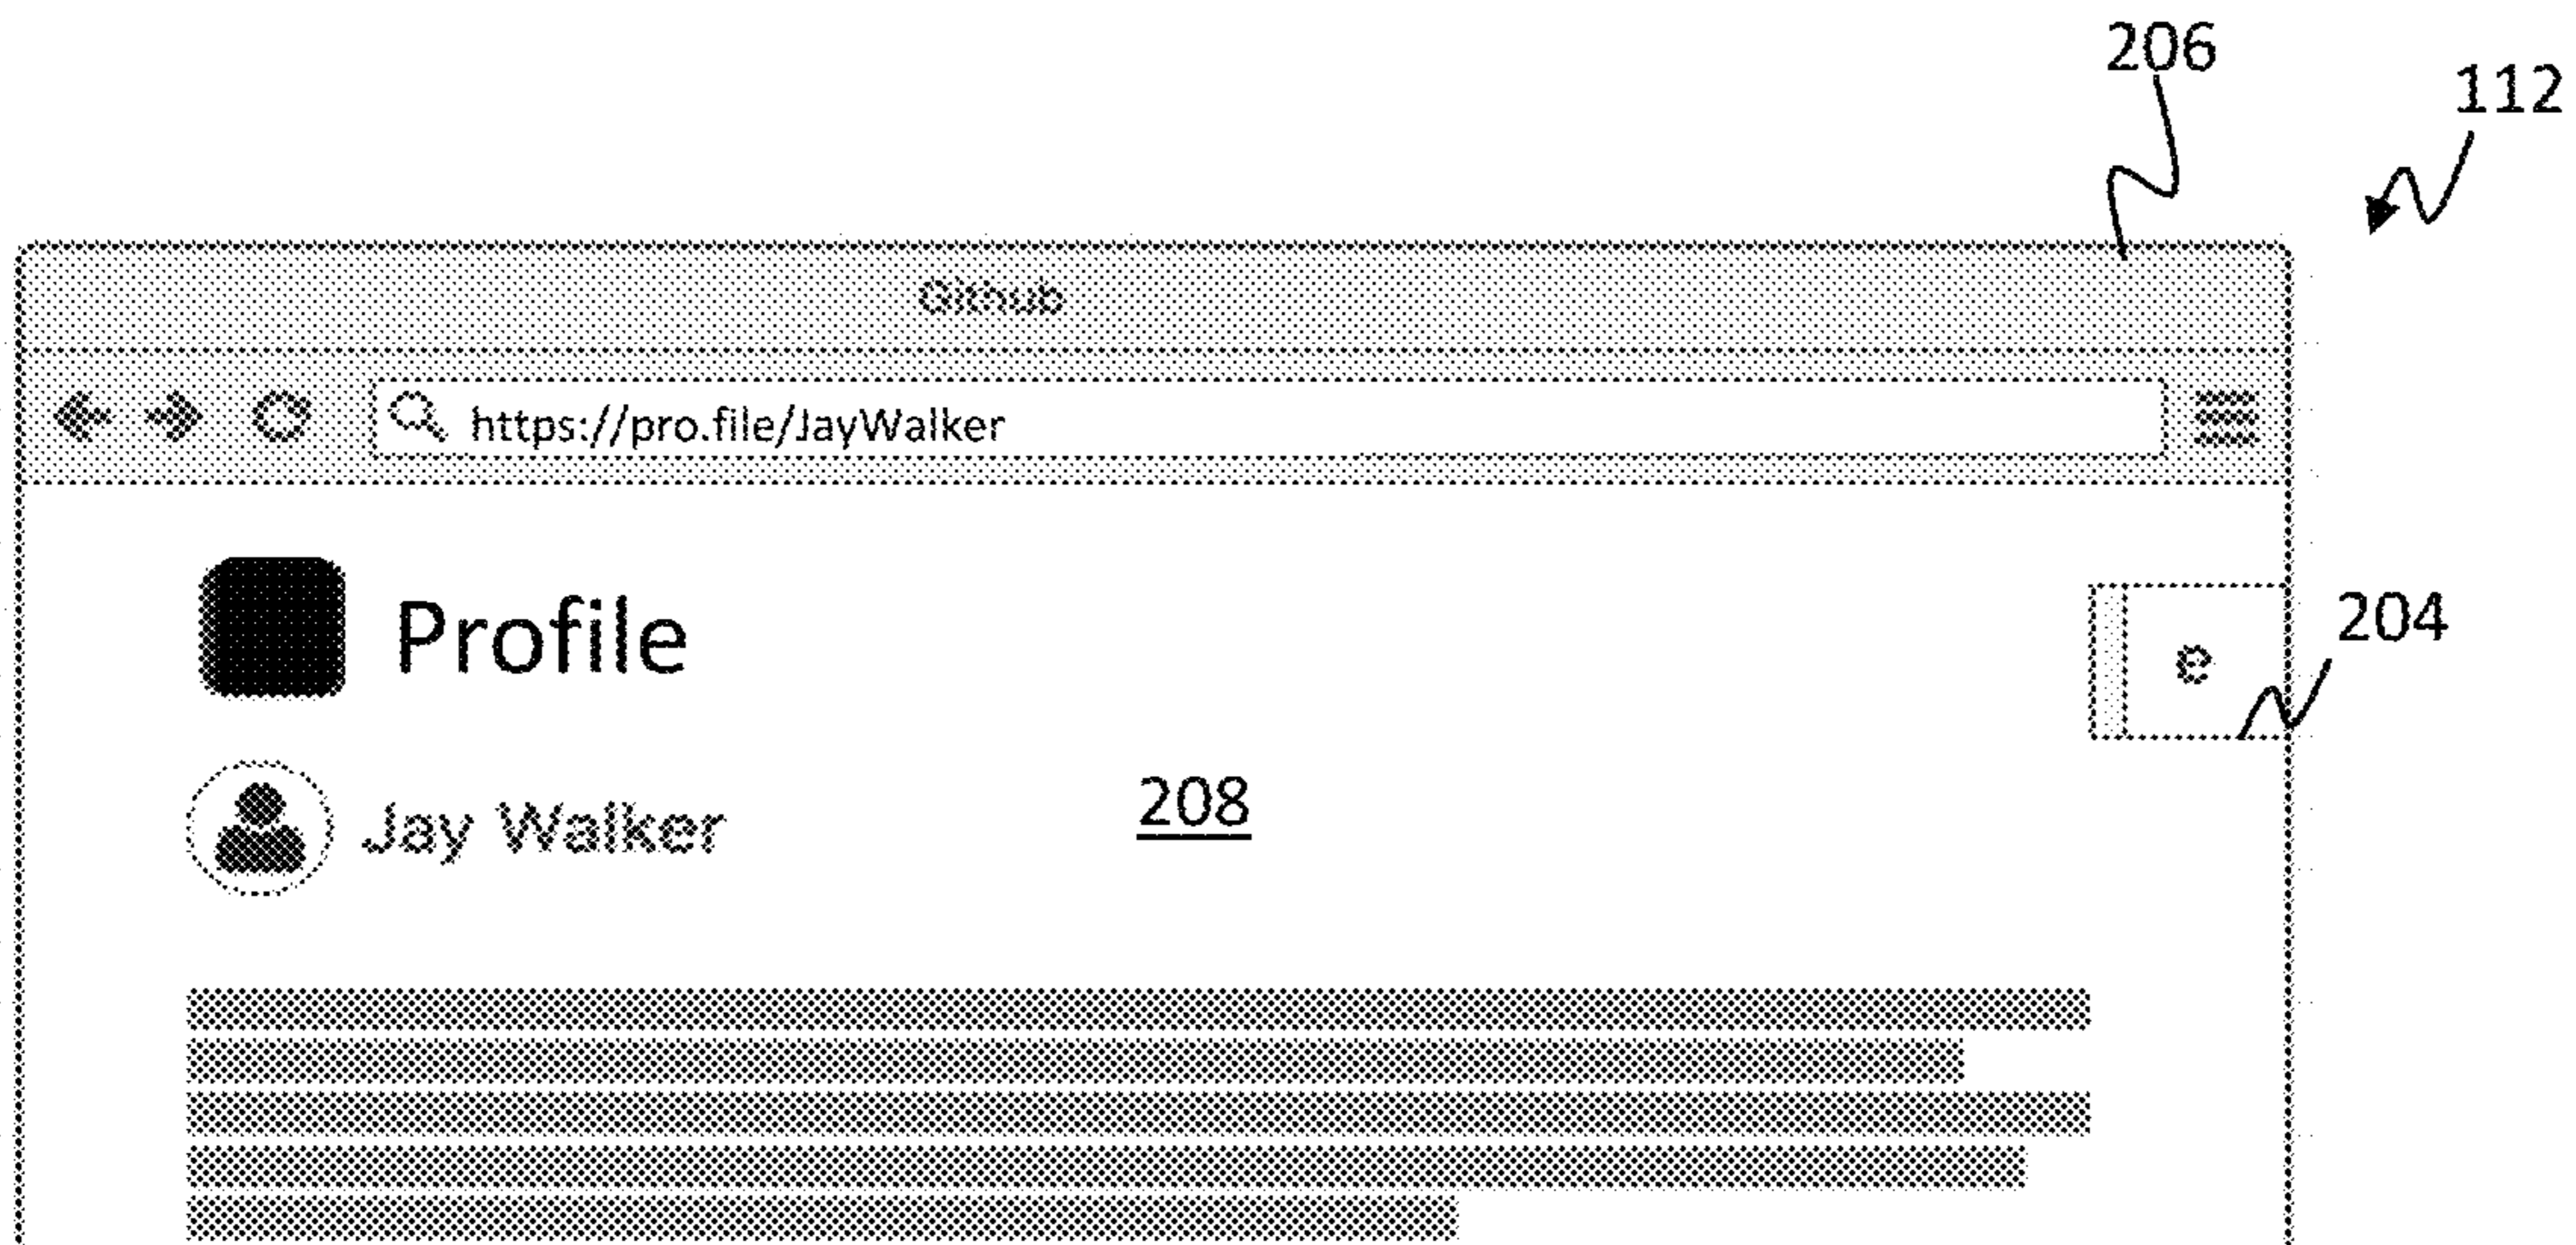 206
112
Github
https://pro.file/JayWalker
Profile
e
204
208
Jay Walker